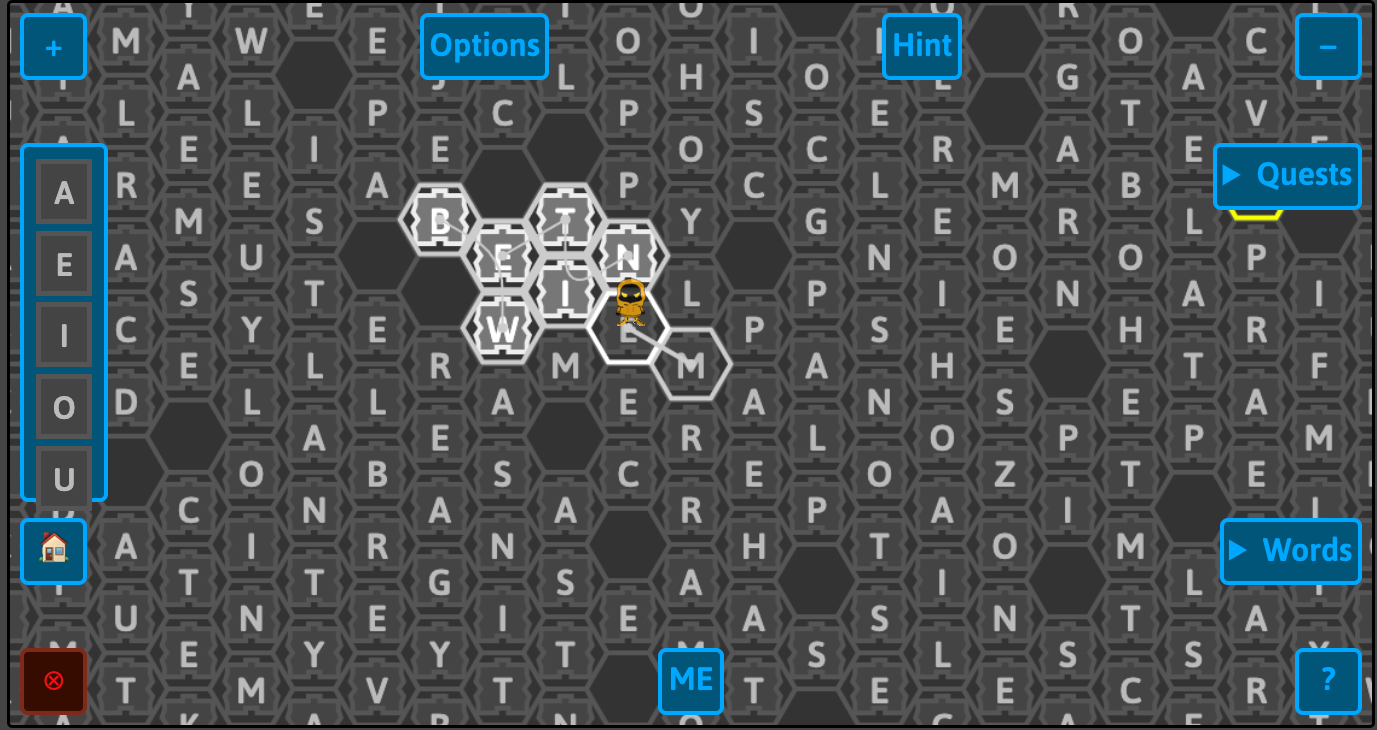 + M W E Options O I Hint O C −
A L H O G A
L L P C P S E T V
E I E O C R A E
A R E A P C L M B Quests
M S B T Y G E R L
E A U E N N O O P
S T I L P I N A I
I C Y E W E P S E H R
E L R M M A H T F
O D L L A E A N S E A
A E R L O P P M
U O B S C E O Z T E
C N A A R P A I
A I R N H T O M Words
T T G S A I L
U N E I E A S N T A
E Y Y T S L S S
T M V T ME T E E C R ?